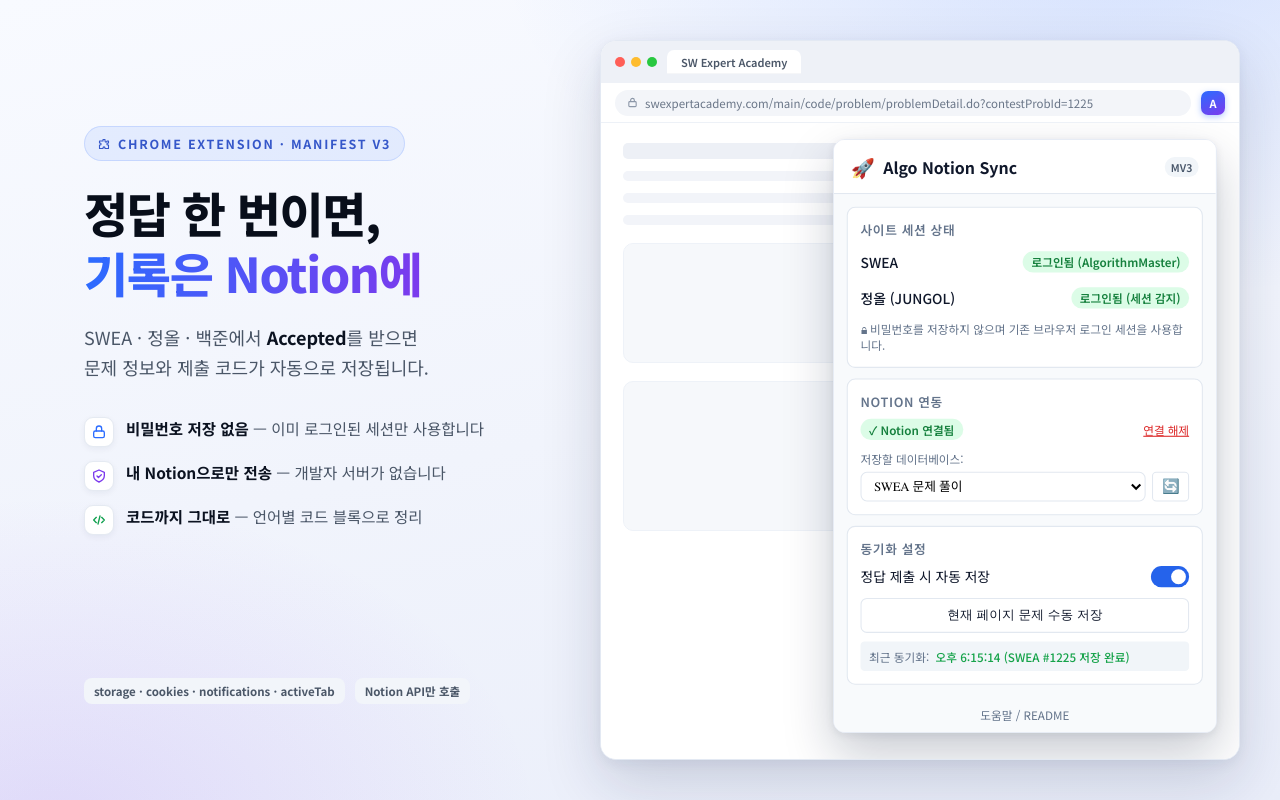 CHROME EXTENSION · MANIFEST V3
정답 한 번이면,
기록은 Notion에
SWEA · 정올 · 백준에서 Accepted를 받으면
문제 정보와 제출 코드가 자동으로 저장됩니다.
비밀번호 저장 없음 — 이미 로그인된 세션만 사용합니다
내 Notion으로만 전송 — 개발자 서버가 없습니다
코드까지 그대로 — 언어별 코드 블록으로 정리
storage · cookies · notifications · activeTab
Notion API만 호출
SW Expert Academy
swexpertacademy.com/main/code/problem/problemDetail.do?contestProbId=1225
A
🚀 Algo Notion Sync
MV3
사이트 세션 상태
SWEA
로그인됨 (AlgorithmMaster)
정올 (JUNGOL)
로그인됨 (세션 감지)
🔒 비밀번호를 저장하지 않으며 기존 브라우저 로그인 세션을 사용합
니다.
NOTION 연동
✓ Notion 연결됨
연결 해제
저장할 데이터베이스:
SWEA 문제 풀이
🔄
동기화 설정
정답 제출 시 자동 저장
현재 페이지 문제 수동 저장
최근 동기화: 오후 6:15:14 (SWEA #1225 저장 완료)
도움말 / README